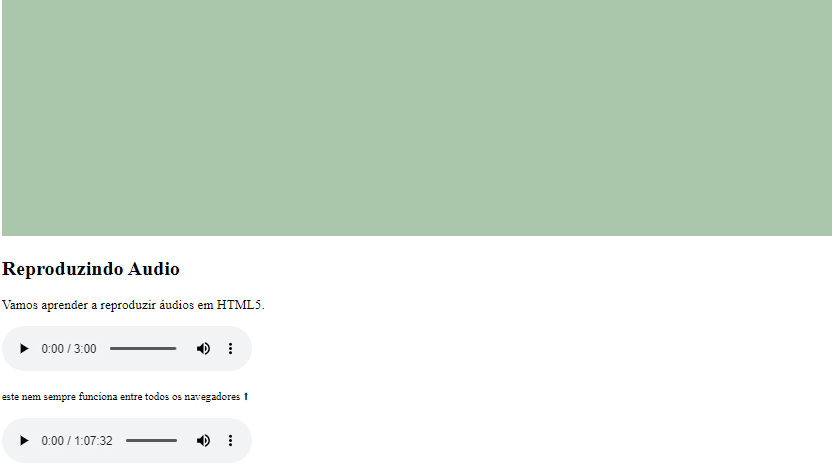 Reproduzindo Audio
Vamos aprender a reproduzir áudios em HTML5.
0:00 / 3:00
este nem sempre funciona entre todos os navegadores ⬆
0:00 / 1:07:32